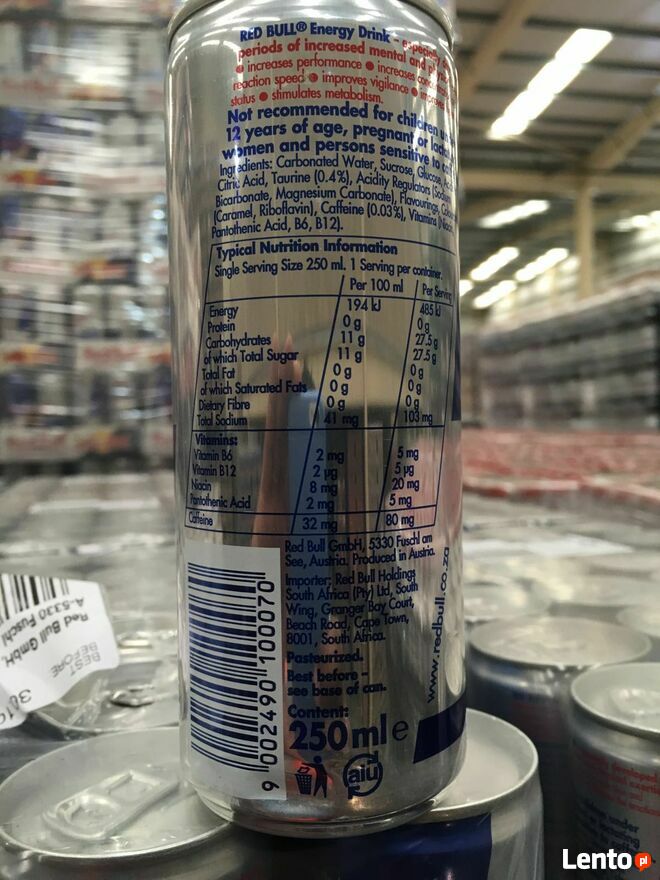 RED BULL® Energy Drink - especially
periods of increased mental and
● increases performance ● increases
reaction speed ● improves vigilance ●
status ● stimulates metabolism.
Not recommended for children
12 years of age, pregnant or
women and persons sensitive to
Ingredients: Carbonated Water, Sucrose, Glucose,
Citric Acid, Taurine (0.4%), Acidity Regulators (Sodium
Bicarbonate, Magnesium Carbonate), Flavourings,
(Caramel, Riboflavin), Caffeine (0.03%), Vitamins
Pantothenic Acid, B6, B12).
Typical Nutrition Information
Single Serving Size 250 ml. 1 Serving per container.
Per 100 ml Per Serving
Energy 194 kJ 485 kJ
Protein 0 g 0 g
Carbohydrates 11 g 27.5 g
of which Total Sugar 11 g 27.5 g
Total Fat 0 g 0 g
of which Saturated Fats 0 g 0 g
Dietary Fibre 0 g 0 g
Total Sodium 41 mg 103 mg
Vitamins:
Vitamin B6 2 mg 5 mg
Vitamin B12 2 µg 5 µg
Niacin 8 mg 20 mg
Pantothenic Acid 2 mg 5 mg
Caffeine 32 mg 80 mg
Red Bull GmbH, 5330 Fuschl am
See, Austria. Produced in Austria.
Importer: Red Bull Holdings
South Africa (Pty) Ltd, South
Wing, Granger Bay Court,
Beach Road, Cape Town,
8001, South Africa.
Pasteurized.
Best before -
see base of can.
Content:
250 ml e
www.redbull.co.za
9 002490 100070
aiü
Red Bull GmbH,
A-5330 Fuschl
BEST
BEFORE
Lento pl